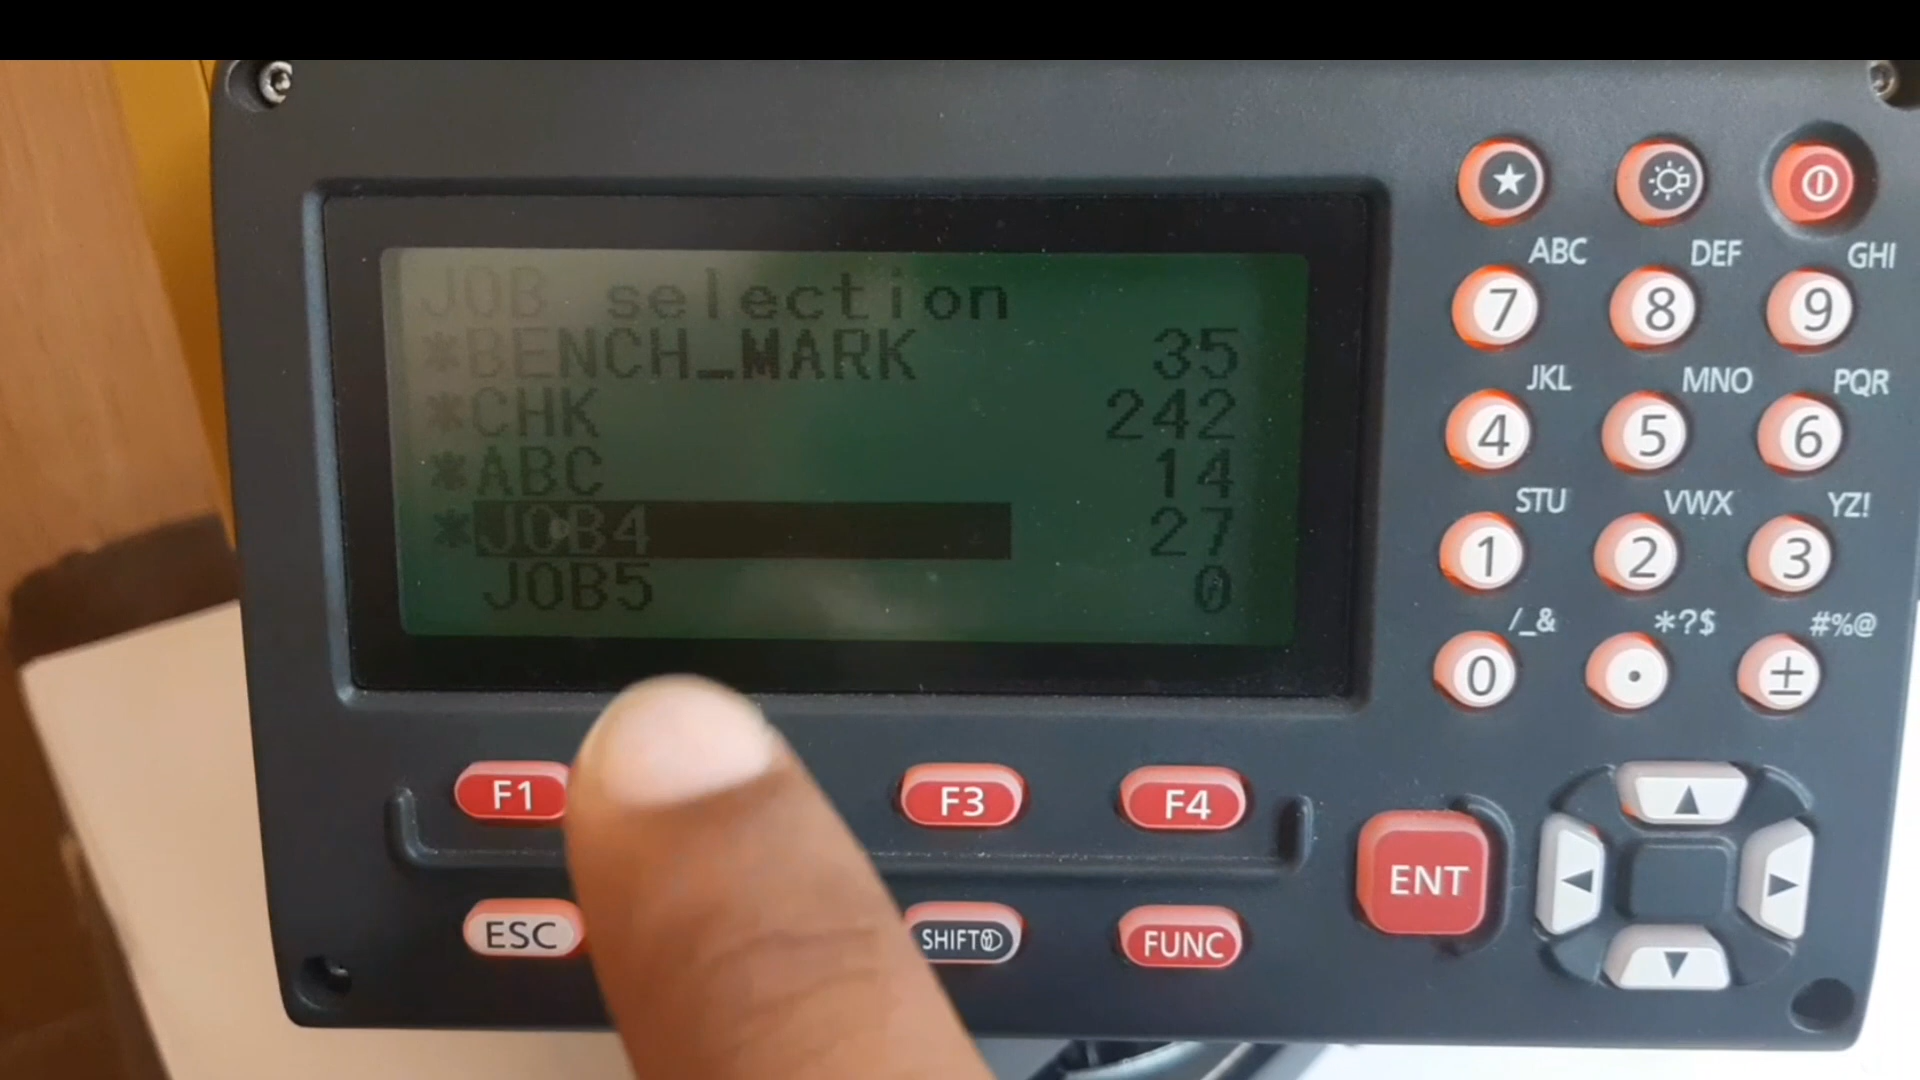 JOB selection
*BENCH_MARK 35
*CHK 242
*ABC 14
*JOB4 27
JOB5 0
ABC DEF GHI
7 8 9
JKL MNO PQR
4 5 6
STU VWX YZ!
1 2 3
/_& *?$ #%@
0 . ±
F1 F3 F4
ENT
ESC SHIFT FUNC